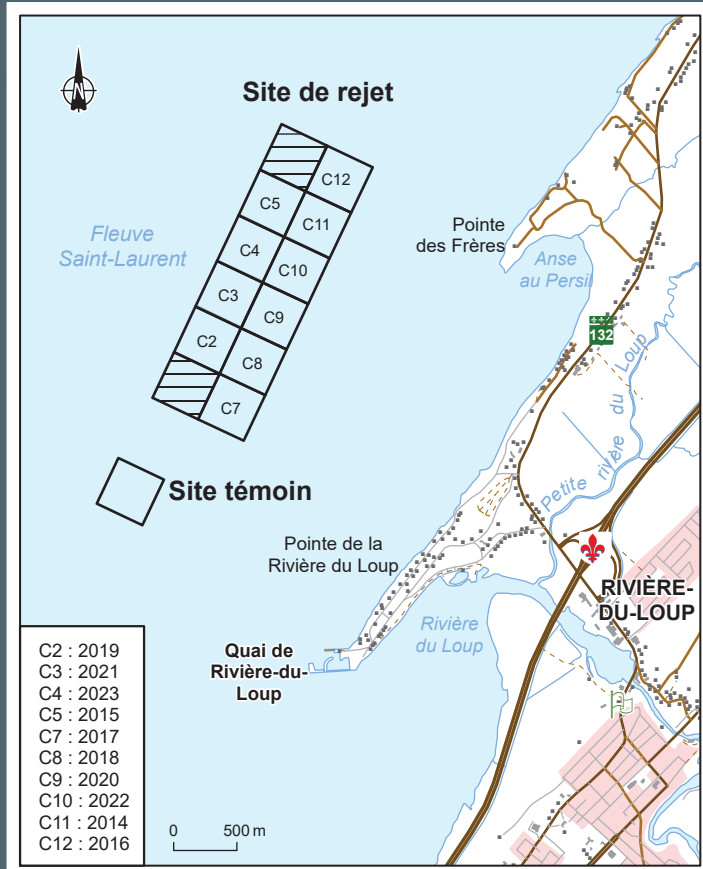 Site de rejet
C12
C5
C11
Fleuve
Saint-Laurent
C4
Pointe
des Frères
C10
Anse
au Persil
C3
C9
132
C2
C8
Petite rivière du Loup
C7
Site témoin
Pointe de la
Rivière du Loup
RIVIÈRE-
DU-LOUP
Rivière
du Loup
Quai de
Rivière-du-
Loup
C2 : 2019
C3 : 2021
C4 : 2023
C5 : 2015
C7 : 2017
C8 : 2018
C9 : 2020
C10 : 2022
C11 : 2014
C12 : 2016
0 500 m